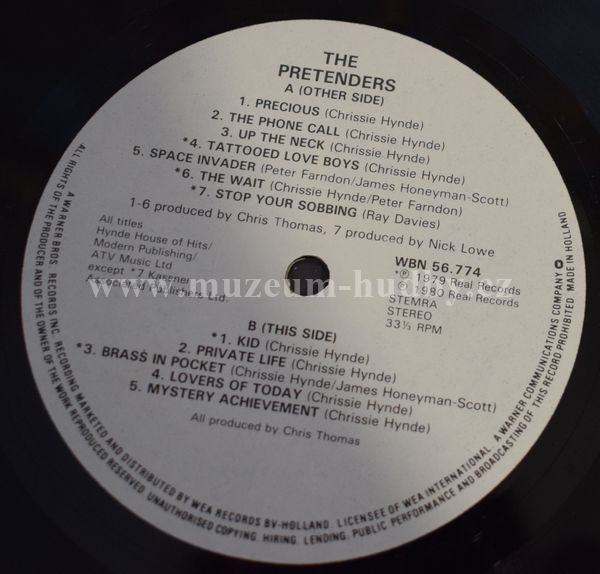 THE
PRETENDERS
A (OTHER SIDE)
1. PRECIOUS (Chrissie Hynde)
2. THE PHONE CALL (Chrissie Hynde)
3. UP THE NECK (Chrissie Hynde)
*4. TATTOOED LOVE BOYS (Chrissie Hynde)
5. SPACE INVADER (Peter Farndon/James Honeyman-Scott)
*6. THE WAIT (Chrissie Hynde/Peter Farndon)
*7. STOP YOUR SOBBING (Ray Davies)
1-6 produced by Chris Thomas, 7 produced by Nick Lowe
All titles
Hynde House of Hits/
Modern Publishing/
ATV Music Ltd
except *7 Kassner
Associated Publishers Ltd.
WBN 56.774
*Ⓟ 1979 Real Records
Ⓟ 1980 Real Records
STEMRA
STEREO
33⅓ RPM
www.muzeum-hudby.cz
B (THIS SIDE)
*1. KID (Chrissie Hynde)
2. PRIVATE LIFE (Chrissie Hynde)
*3. BRASS IN POCKET (Chrissie Hynde/James Honeyman-Scott)
4. LOVERS OF TODAY (Chrissie Hynde)
5. MYSTERY ACHIEVEMENT (Chrissie Hynde)
All produced by Chris Thomas
A WARNER BROS. RECORDS INC. RECORDING MARKETED AND DISTRIBUTED BY WEA RECORDS BV-HOLLAND. LICENSEE OF WEA INTERNATIONAL. A WARNER COMMUNICATIONS COMPANY
ALL RIGHTS OF THE PRODUCER AND OF THE OWNER OF THE WORK REPRODUCED RESERVED. UNAUTHORISED COPYING. HIRING. LENDING. PUBLIC PERFORMANCE AND BROADCASTING OF THIS RECORD PROHIBITED. MADE IN HOLLAND